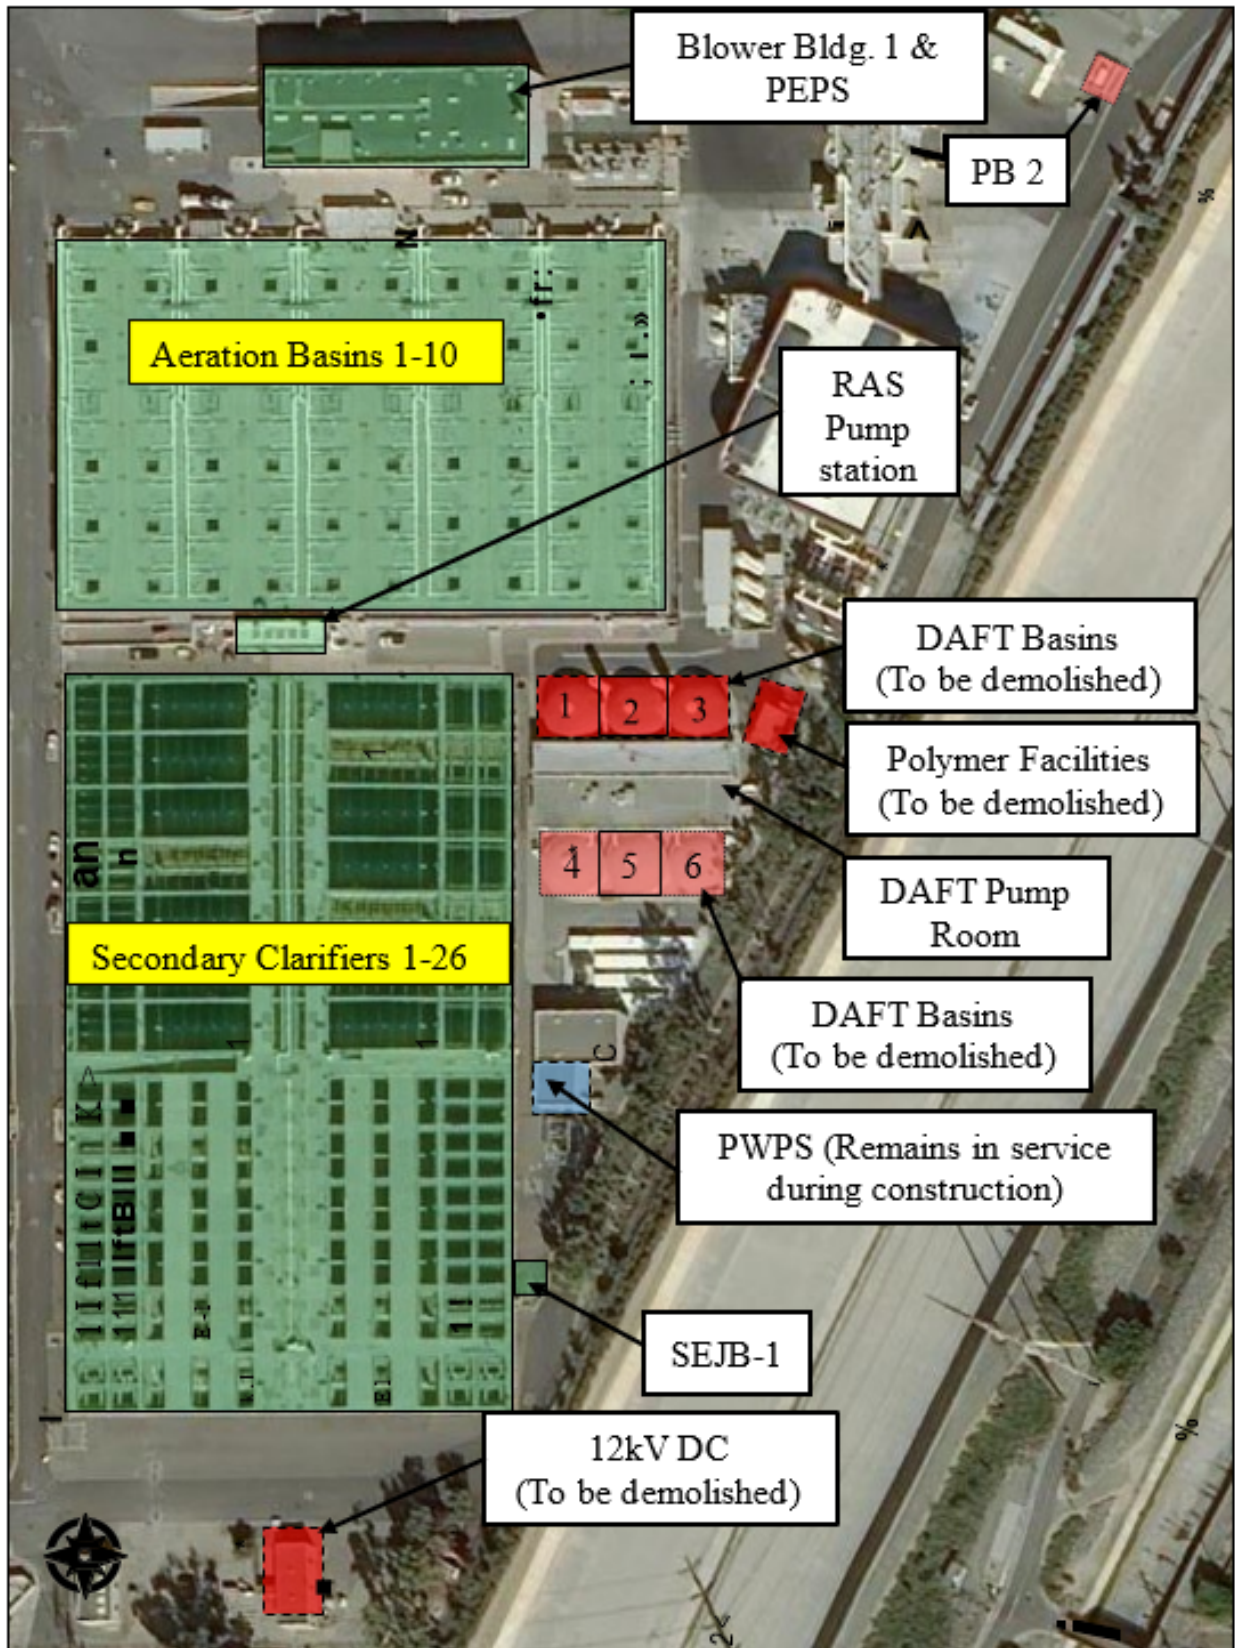 Blower Bldg. 1 &
PEPS
PB 2
Aeration Basins 1-10
RAS
Pump
station
DAFT Basins
(To be demolished)
1
2
3
Polymer Facilities
(To be demolished)
4
5
6
DAFT Pump
Room
Secondary Clarifiers 1-26
DAFT Basins
(To be demolished)
PWPS (Remains in service
during construction)
SEJB-1
12kV DC
(To be demolished)